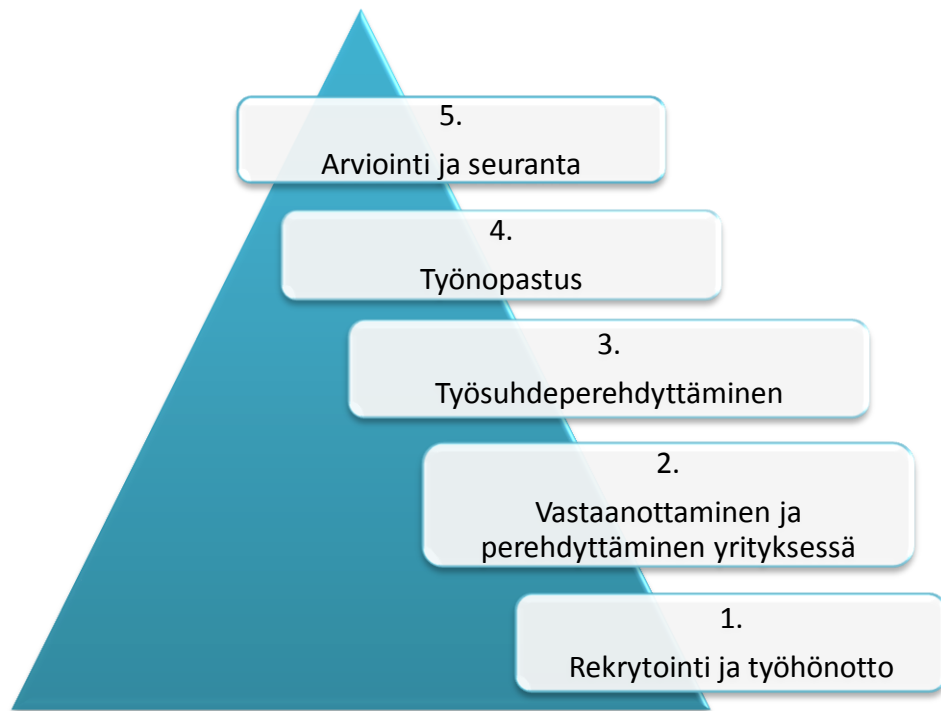 5.
Arviointi ja seuranta
4.
Työnopastus
3.
Työsuhdeperehdyttäminen
2.
Vastaanottaminen ja
perehdyttäminen yrityksessä
1.
Rekrytointi ja työhönotto